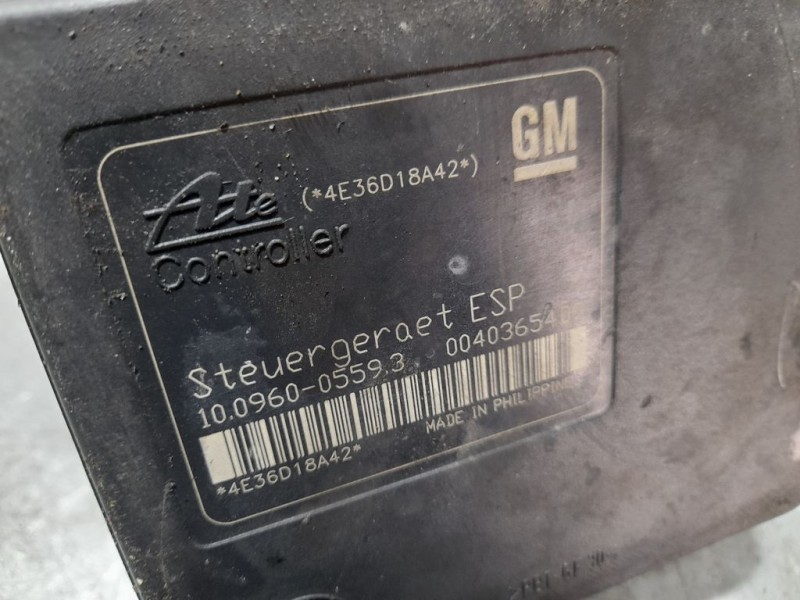 Ate (*4E36D18A42*) GM
Controller
Steuergeraet ESP
10.0960-0559.3
MADE IN PHILIPPINES
*4E36D18A42*